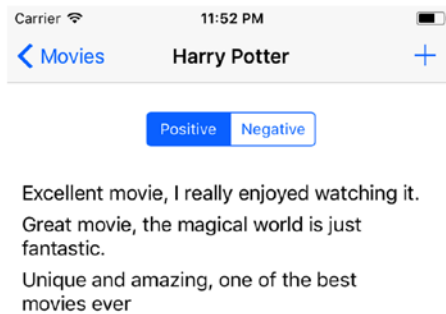 Carrier 11:52 PM
Movies Harry Potter +
Positive Negative
Excellent movie, I really enjoyed watching it.
Great movie, the magical world is just
fantastic.
Unique and amazing, one of the best
movies ever